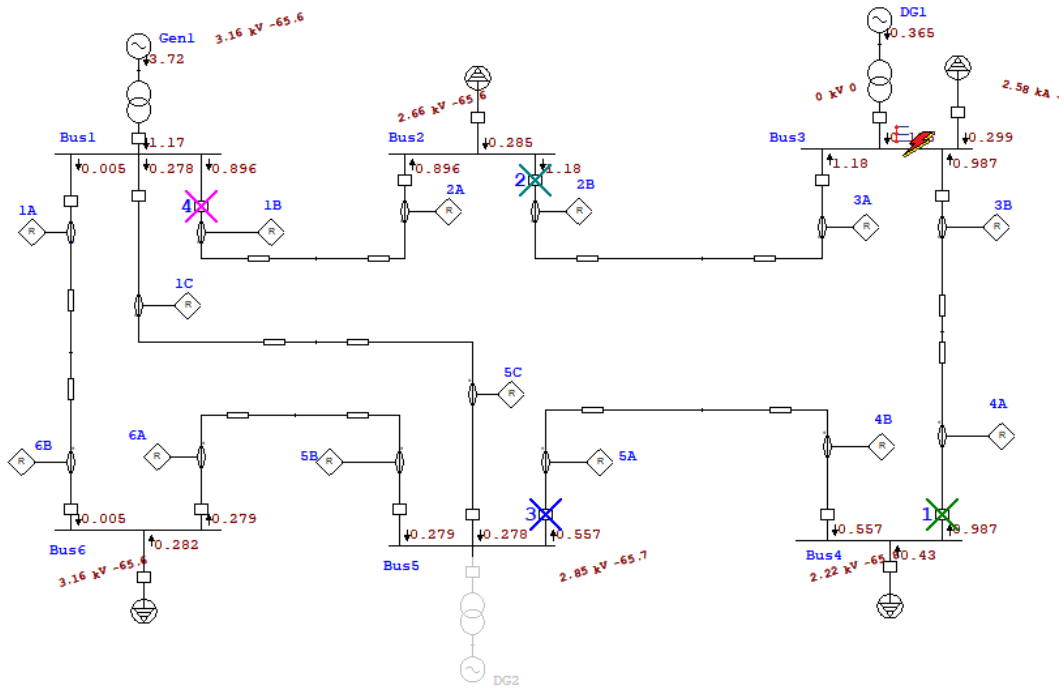 Gen1
3.16 kV -65.6
3.72
DG1
0.365
2.66 kV -65.6
0 kV 0
2.58 kA -
Bus1
1.17
Bus2
0.285
Bus3
0.299
0.005
0.278
0.896
0.896
1.18
1.18
0.987
2
4
1A
R
1B
R
2A
R
2B
R
3A
R
3B
R
1C
R
5C
R
6B
R
6A
R
5B
R
5A
R
4B
R
4A
R
3
1
0.005
0.279
0.279
0.278
0.557
0.557
0.987
Bus6
0.282
3.16 kV -65.6
Bus5
2.85 kV -65.7
Bus4
0.43
DG2